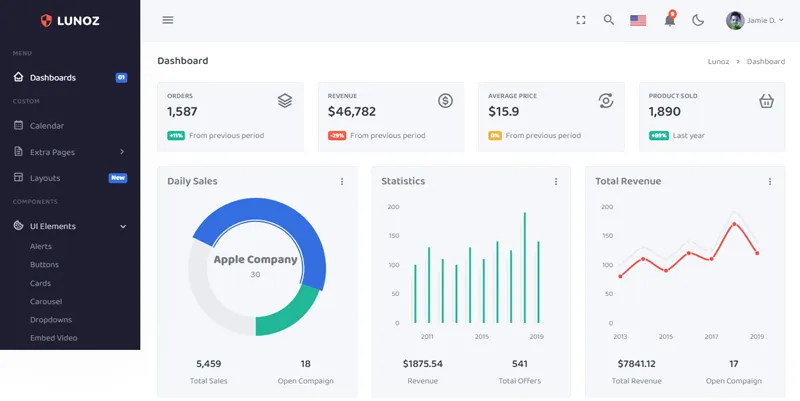 LUNOZ
MENU
Dashboards 01
CUSTOM
Calendar
Extra Pages
Layouts New
COMPONENTS
UI Elements
Alerts
Buttons
Cards
Carousel
Dropdowns
Embed Video
Jamie D.
Dashboard
Lunoz > Dashboard
ORDERS
1,587
+11% From previous period
REVENUE
$46,782
-29% From previous period
AVERAGE PRICE
$15.9
0% From previous period
PRODUCT SOLD
1,890
+89% Last year
Daily Sales
Apple Company
30
5,459 18
Total Sales Open Compaign
Statistics
200
150
100
50
0
2011 2015 2019
$1875.54 541
Revenue Total Offers
Total Revenue
200
150
100
50
0
2013 2015 2017 2019
$7841.12 17
Total Revenue Open Compaign